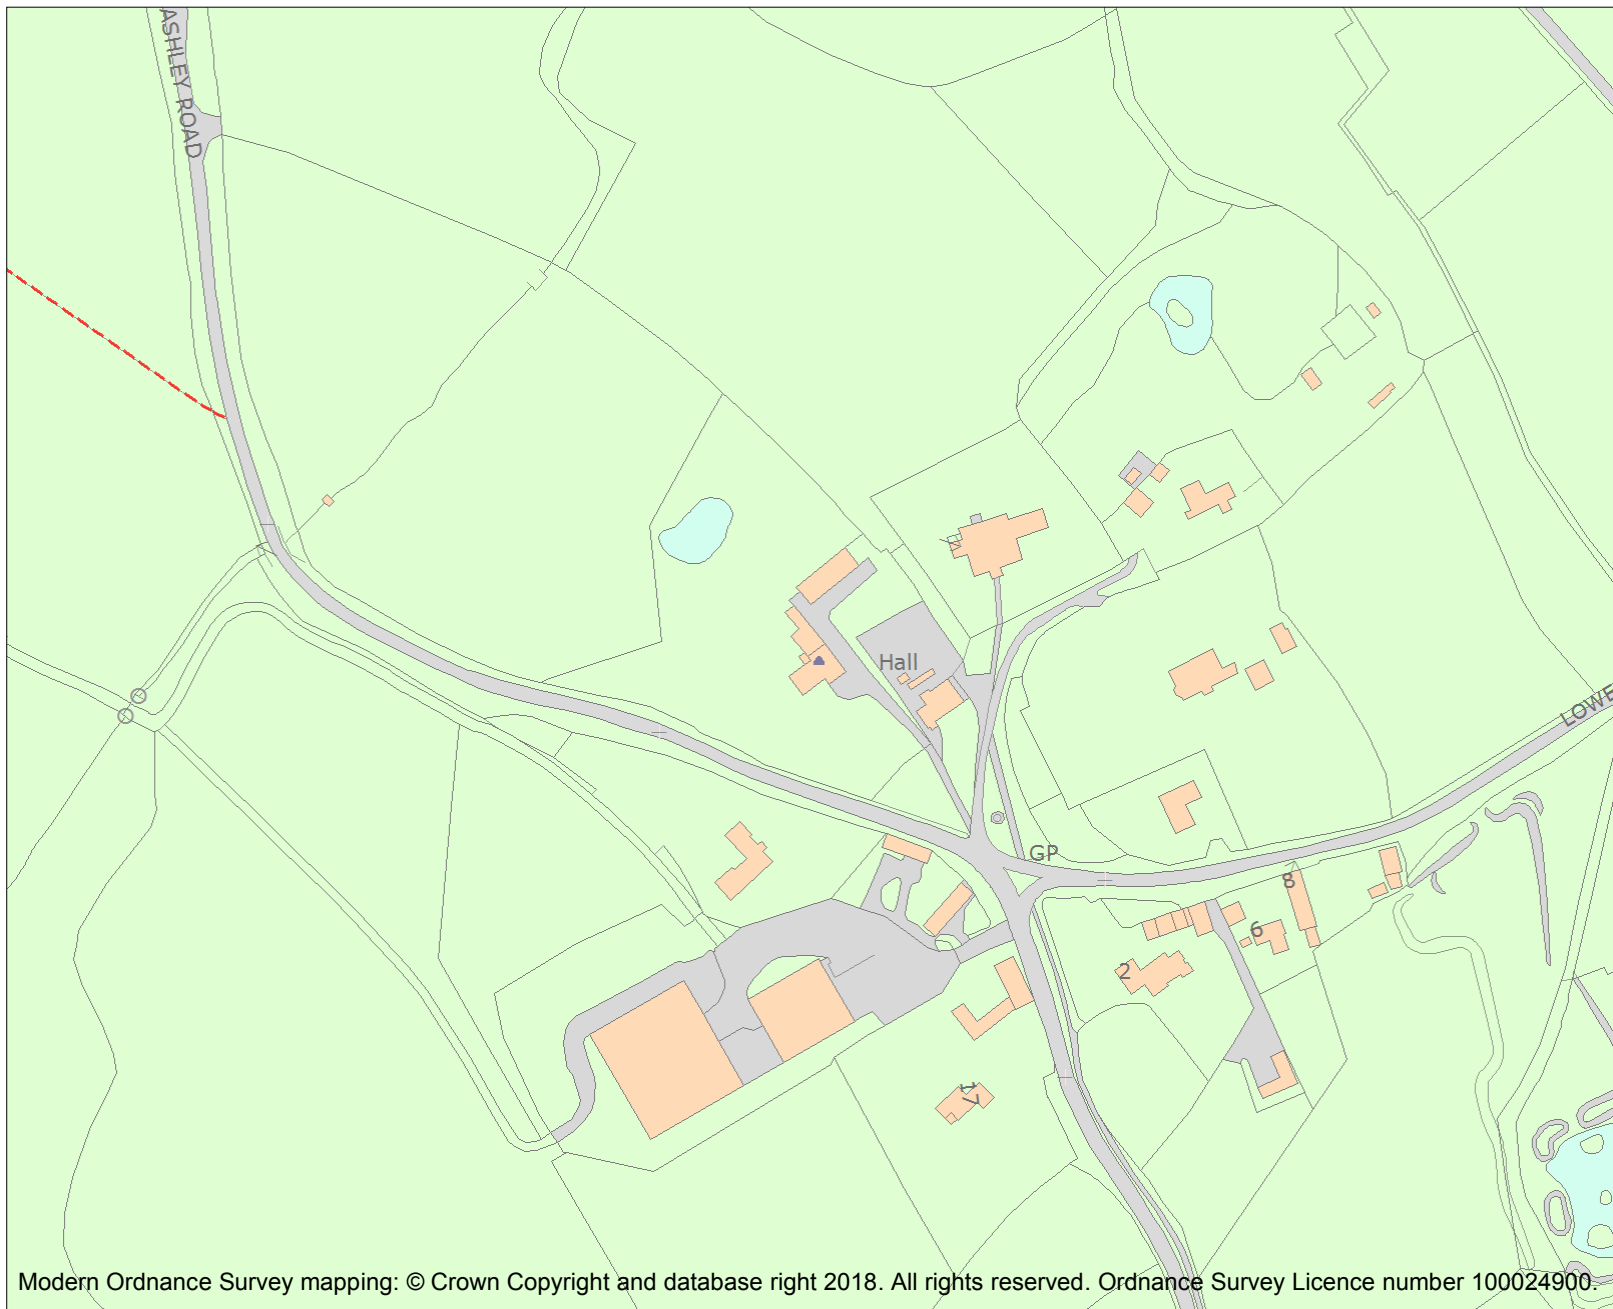 ASHLEY ROAD
Hall
LOWE
GP
8
6
2
17
Modern Ordnance Survey mapping: © Crown Copyright and database right 2018. All rights reserved. Ordnance Survey Licence number 100024900.